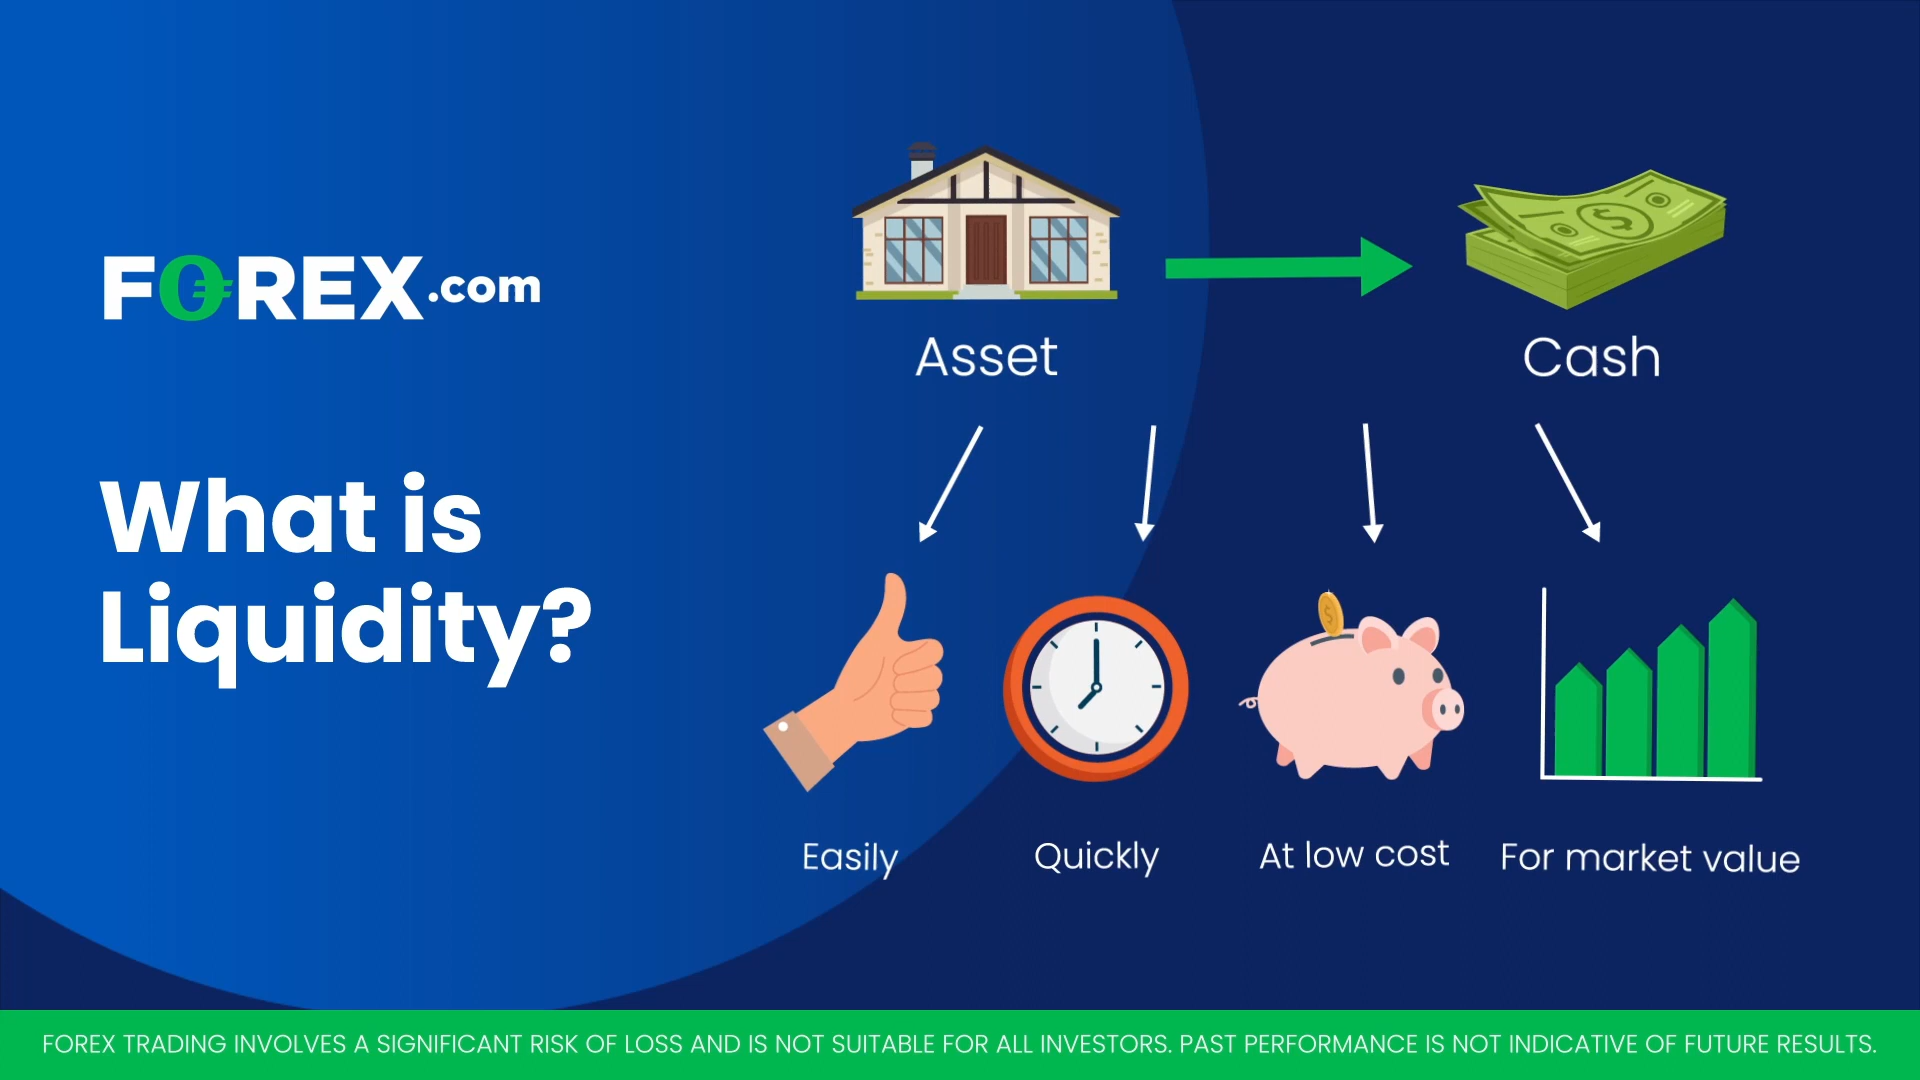 FOREX.com
What is
Liquidity?
Asset
Cash
Easily
Quickly
At low cost
For market value
FOREX TRADING INVOLVES A SIGNIFICANT RISK OF LOSS AND IS NOT SUITABLE FOR ALL INVESTORS. PAST PERFORMANCE IS NOT INDICATIVE OF FUTURE RESULTS.